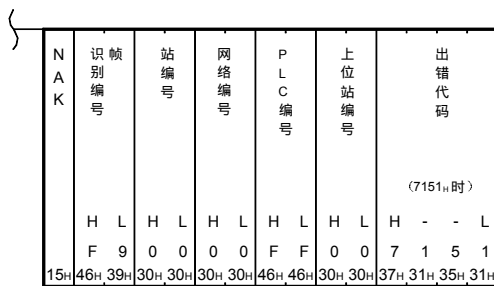 NAK 帧识别编号 站编号 网络编号 PLC编号 上位站编号 出错代码
(7151H时)
H L H L H L H L H L H - - L
F 9 0 0 0 0 F F 0 0 7 1 5 1
15H 46H 39H 30H 30H 30H 30H 46H 46H 30H 30H 37H 31H 35H 31H